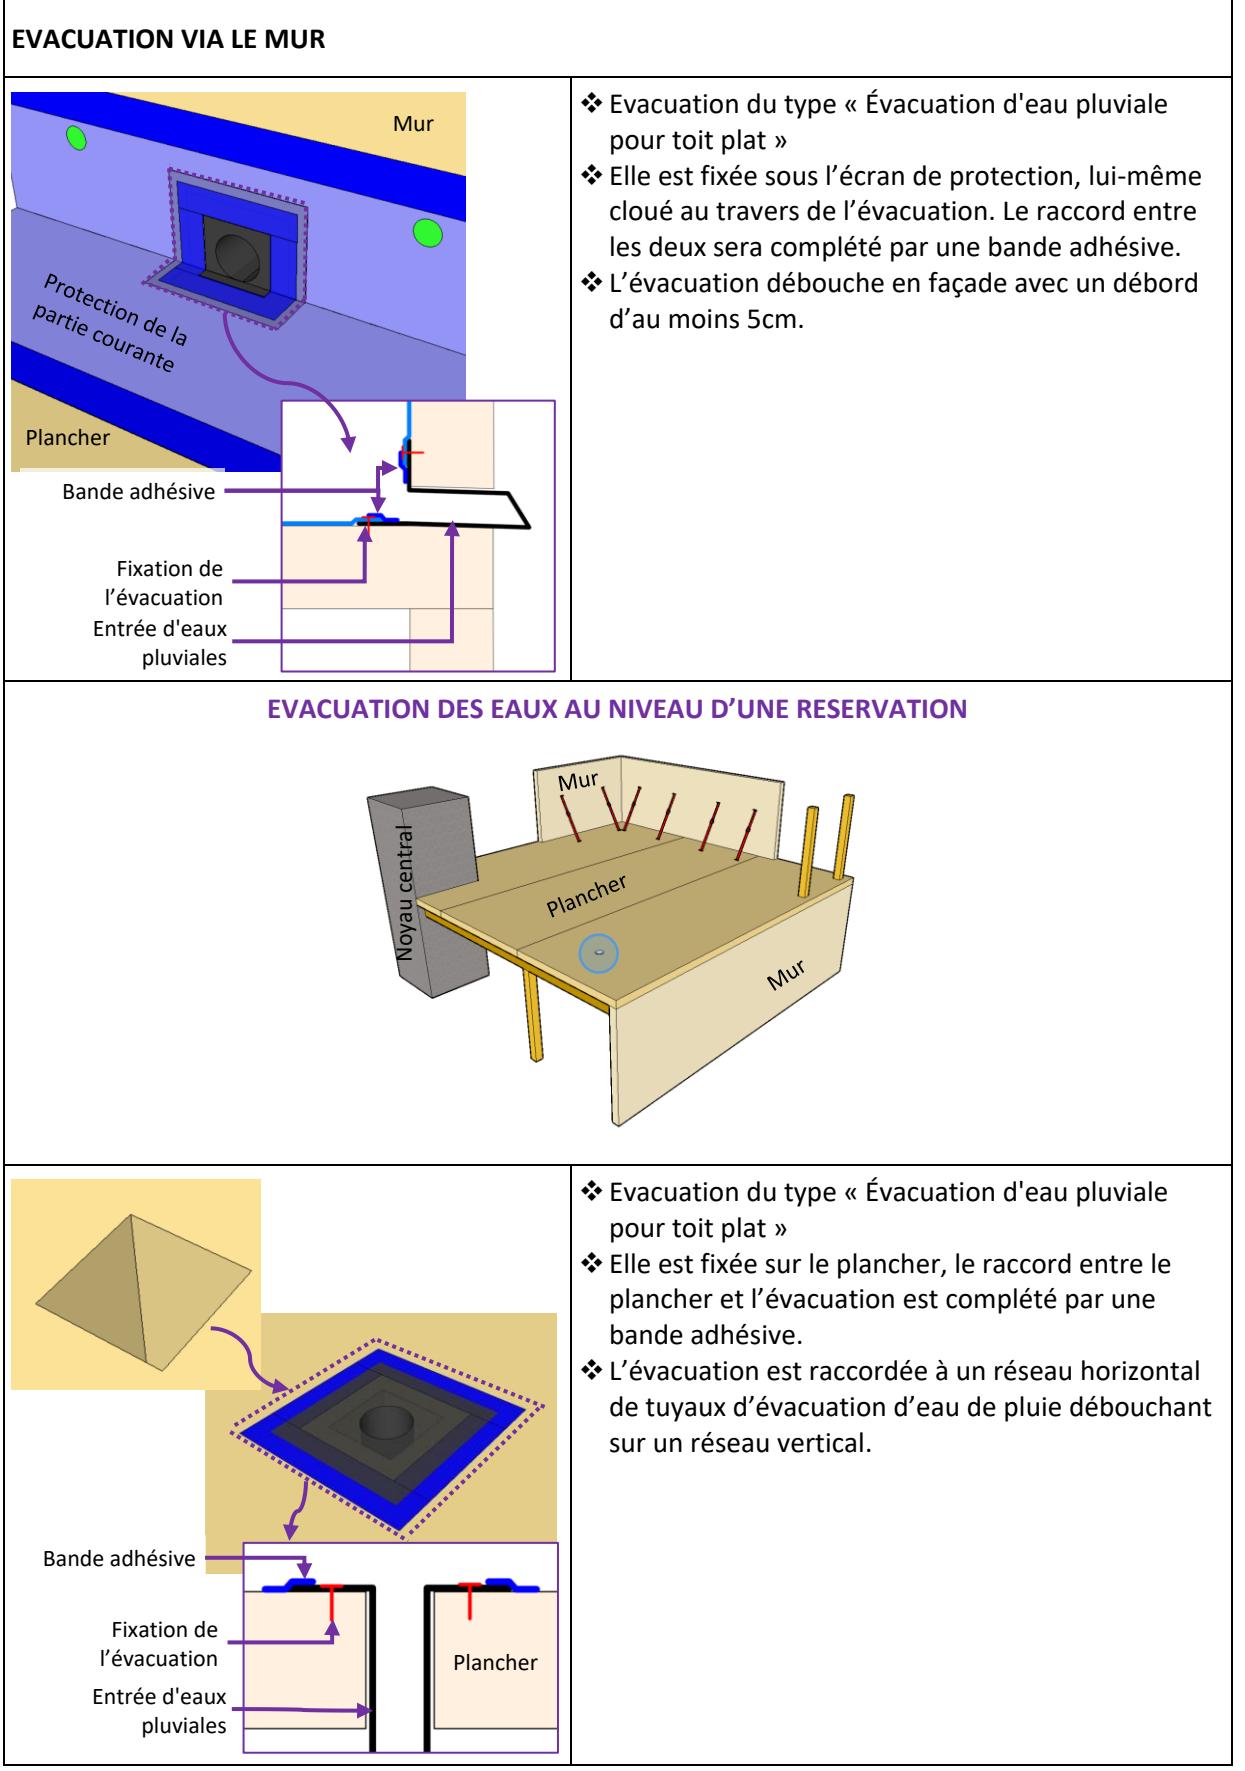 EVACUATION VIA LE MUR
Mur
Protection de la
partie courante
Plancher
Bande adhésive
Fixation de
l’évacuation
Entrée d'eaux
pluviales
❖ Evacuation du type « Évacuation d'eau pluviale
pour toit plat »
❖ Elle est fixée sous l’écran de protection, lui-même
cloué au travers de l’évacuation. Le raccord entre
les deux sera complété par une bande adhésive.
❖ L’évacuation débouche en façade avec un débord
d’au moins 5cm.
EVACUATION DES EAUX AU NIVEAU D’UNE RESERVATION
Mur
Noyau central
Plancher
Mur
Bande adhésive
Fixation de
l’évacuation
Plancher
Entrée d'eaux
pluviales
❖ Evacuation du type « Évacuation d'eau pluviale
pour toit plat »
❖ Elle est fixée sur le plancher, le raccord entre le
plancher et l’évacuation est complété par une
bande adhésive.
❖ L’évacuation est raccordée à un réseau horizontal
de tuyaux d’évacuation d’eau de pluie débouchant
sur un réseau vertical.